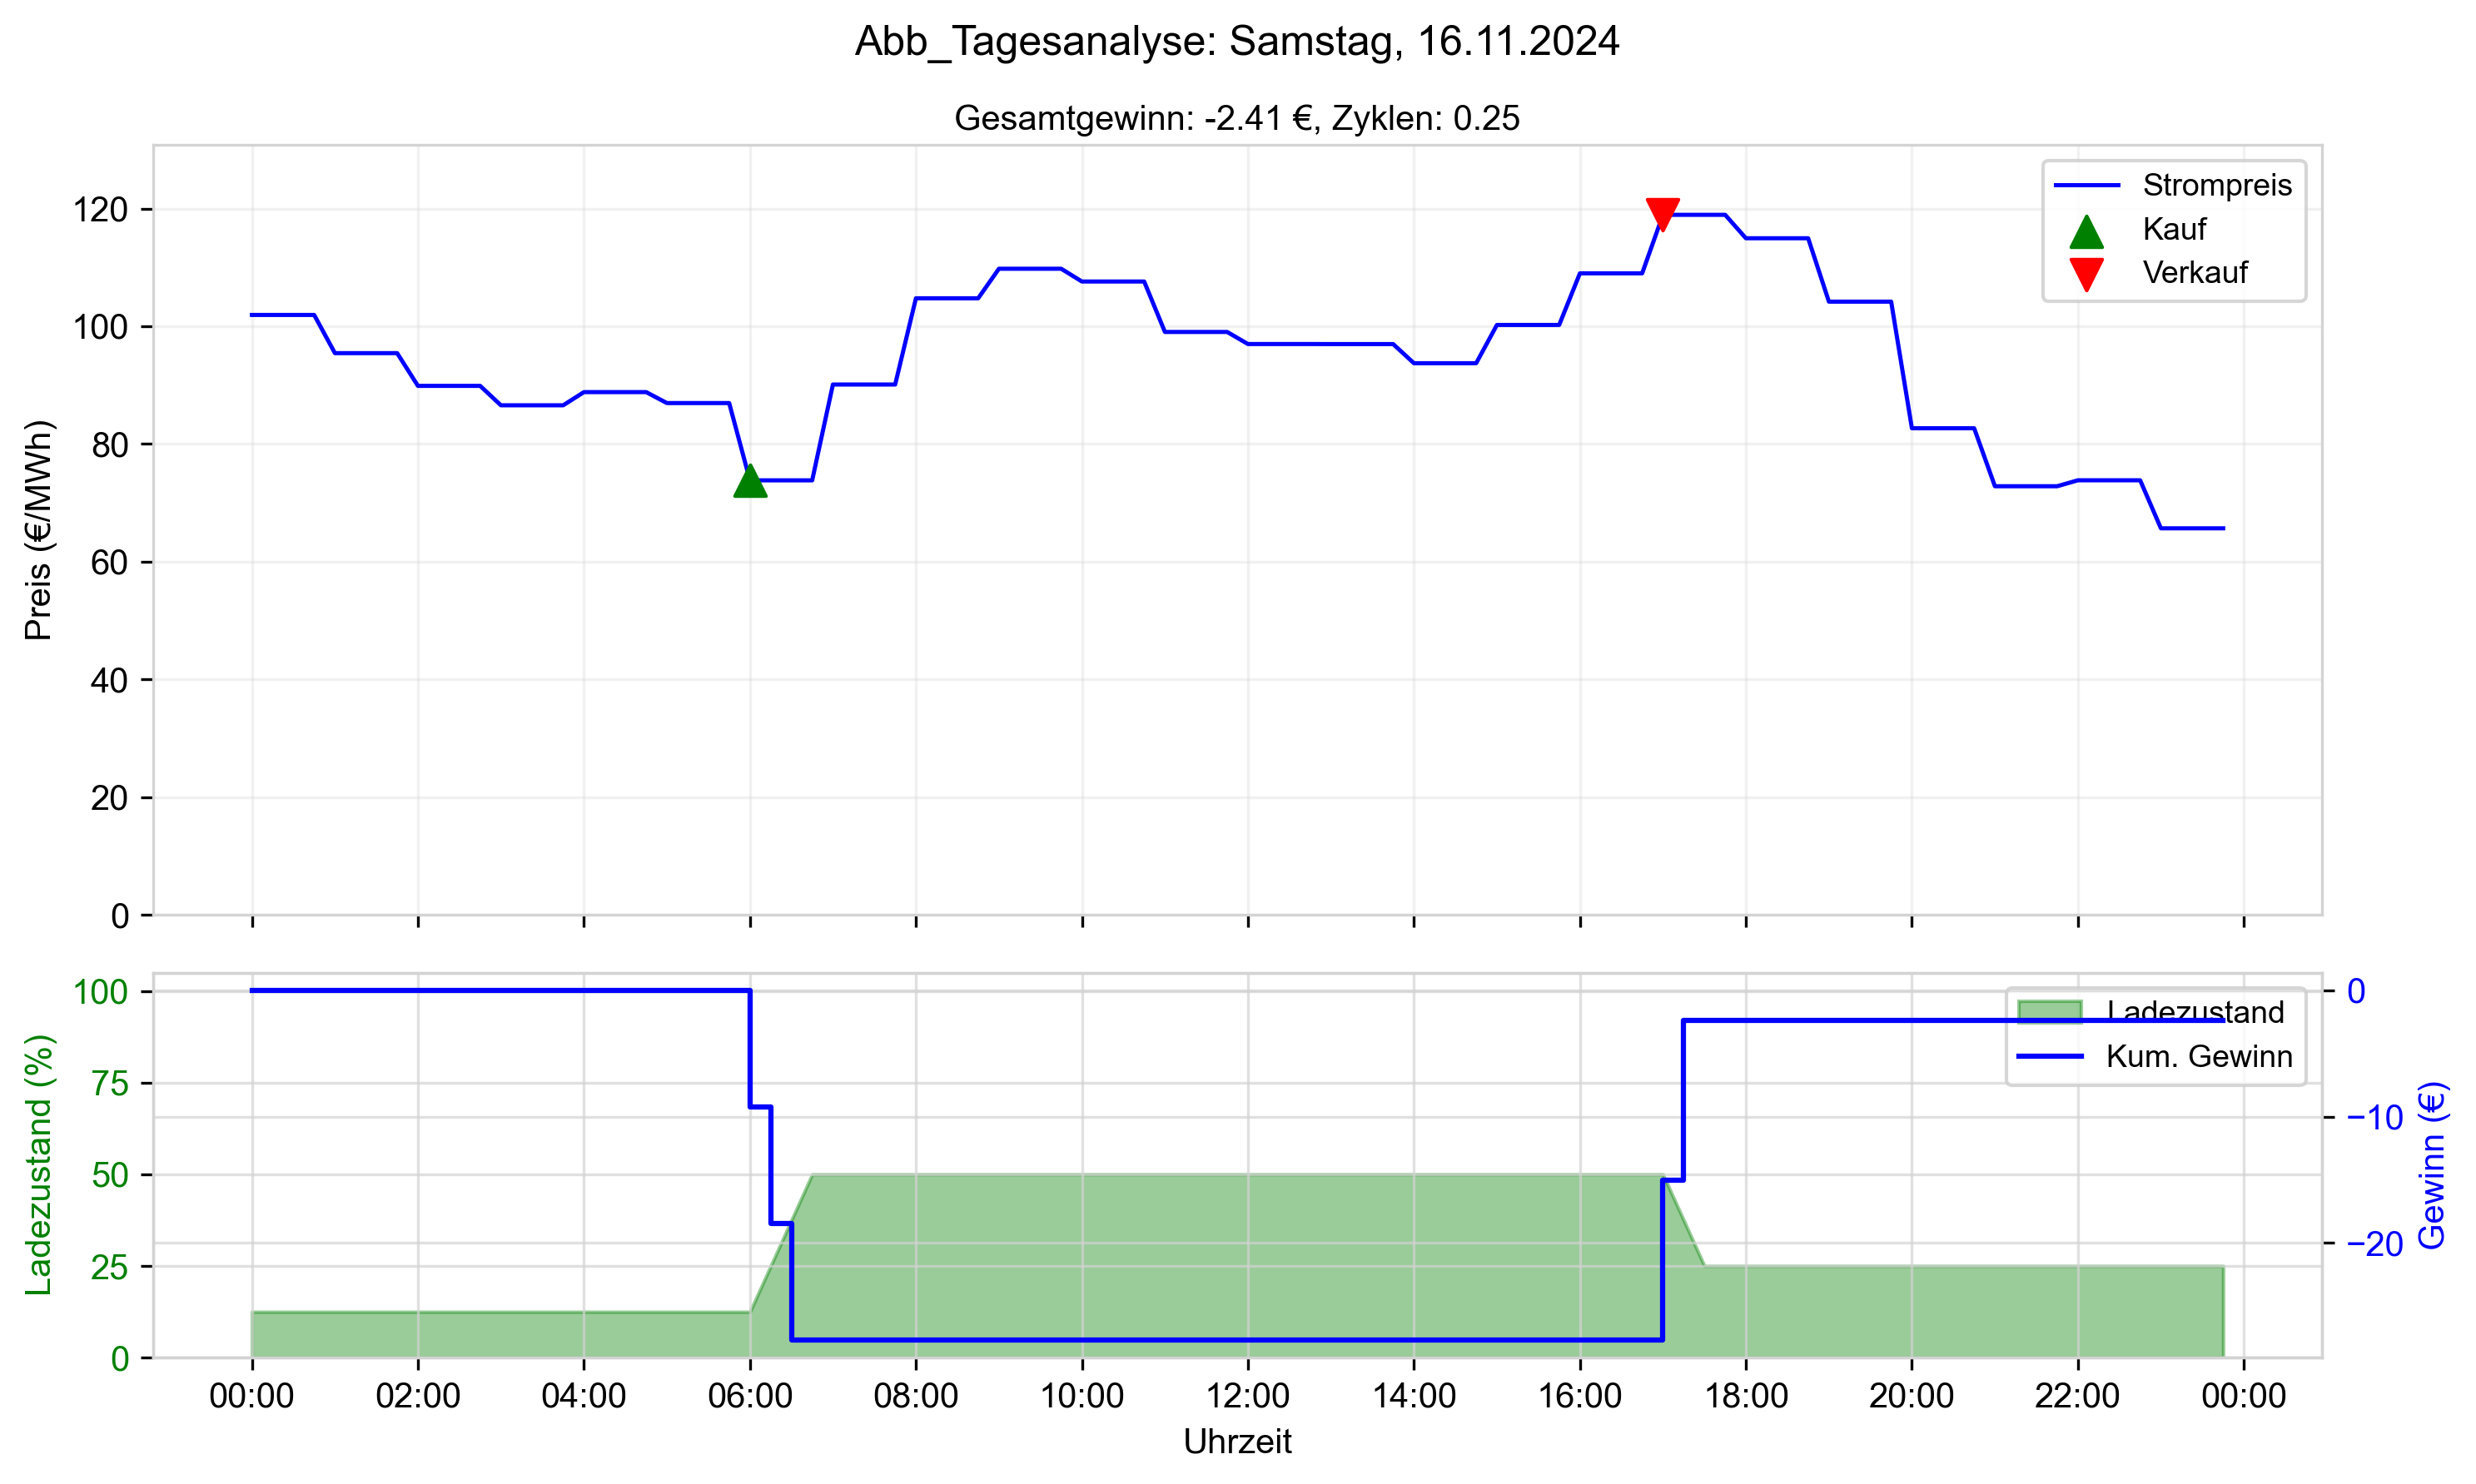 Abb_Tagesanalyse: Samstag, 16.11.2024
Gesamtgewinn: -2.41 €, Zyklen: 0.25
Preis (€/MWh)
120
100
80
60
40
20
0
Strompreis
Kauf
Verkauf
Ladezustand (%)
100
75
50
25
0
Ladezustand
Kum. Gewinn
0
−10
−20
Gewinn (€)
00:00 02:00 04:00 06:00 08:00 10:00 12:00 14:00 16:00 18:00 20:00 22:00 00:00
Uhrzeit